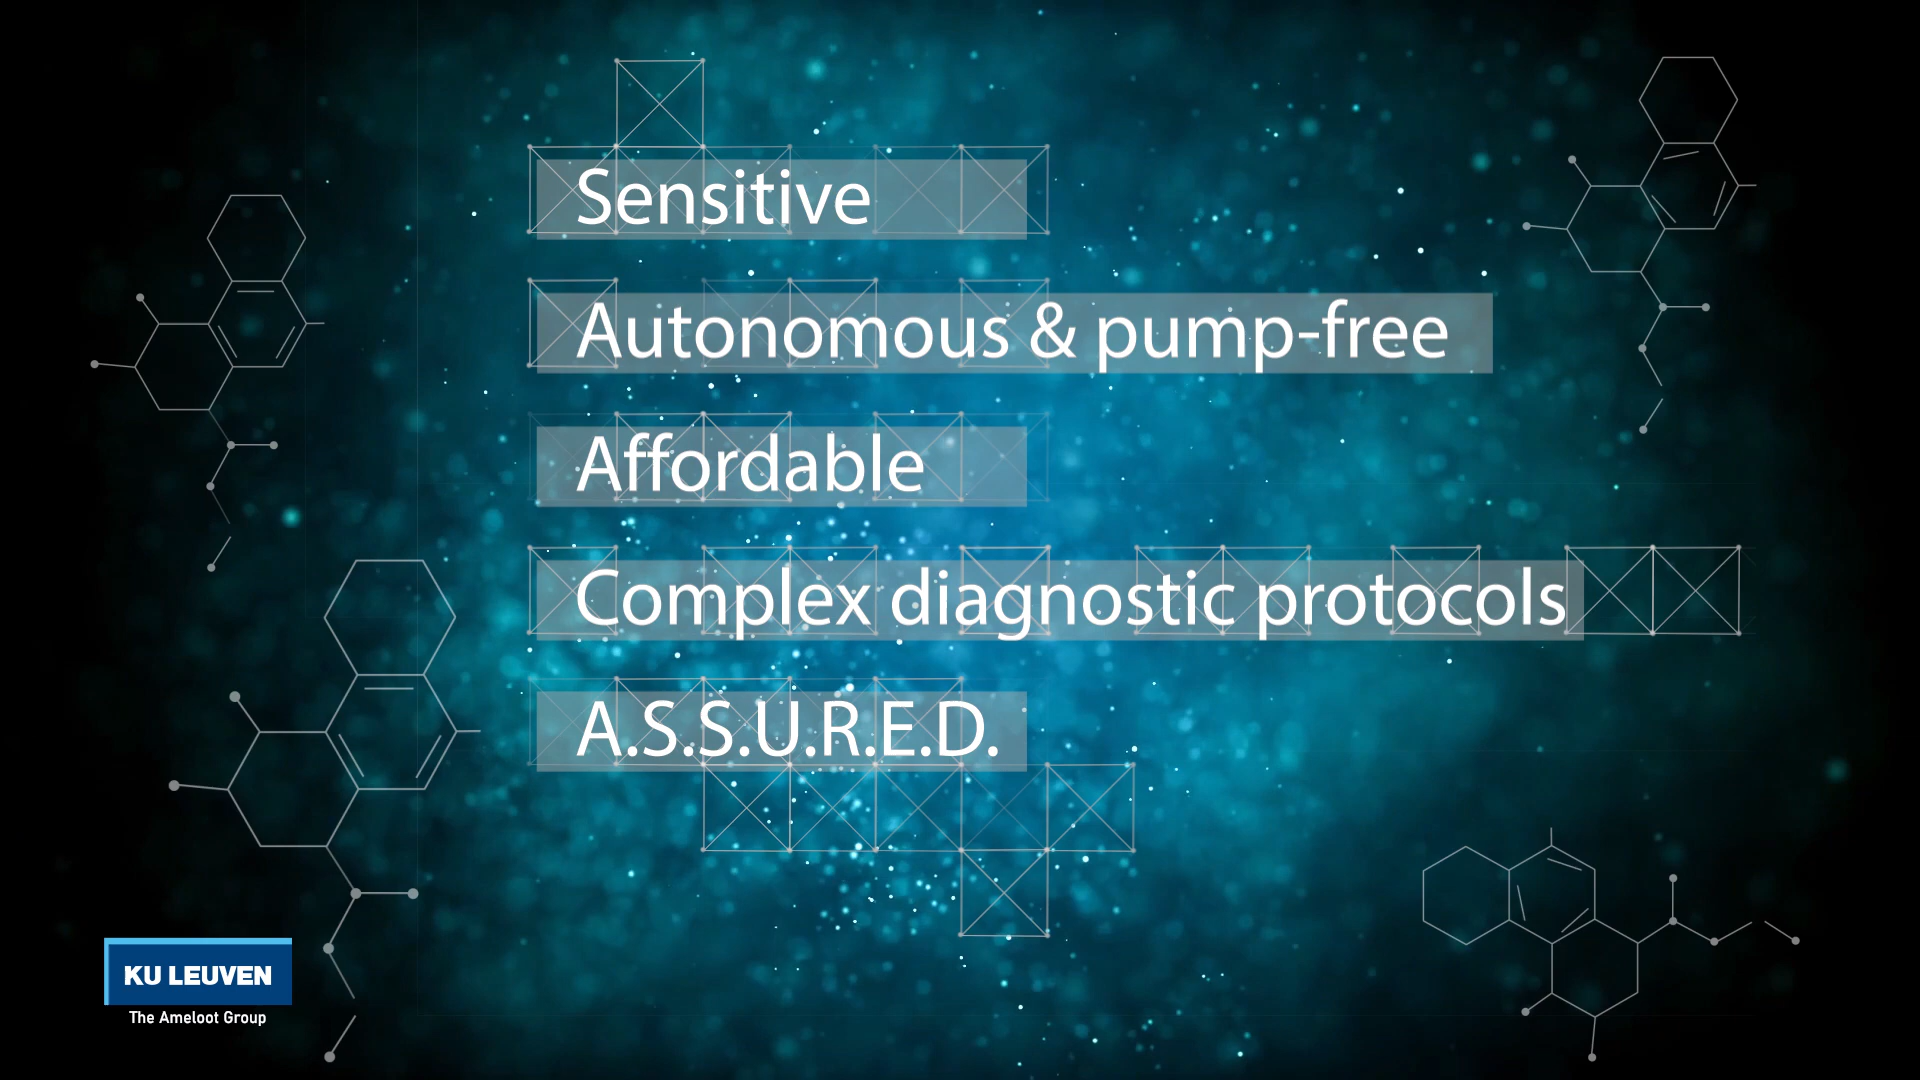 Sensitive
Autonomous & pump-free
Affordable
Complex diagnostic protocols
A.S.S.U.R.E.D.
KU LEUVEN
The Ameloot Group